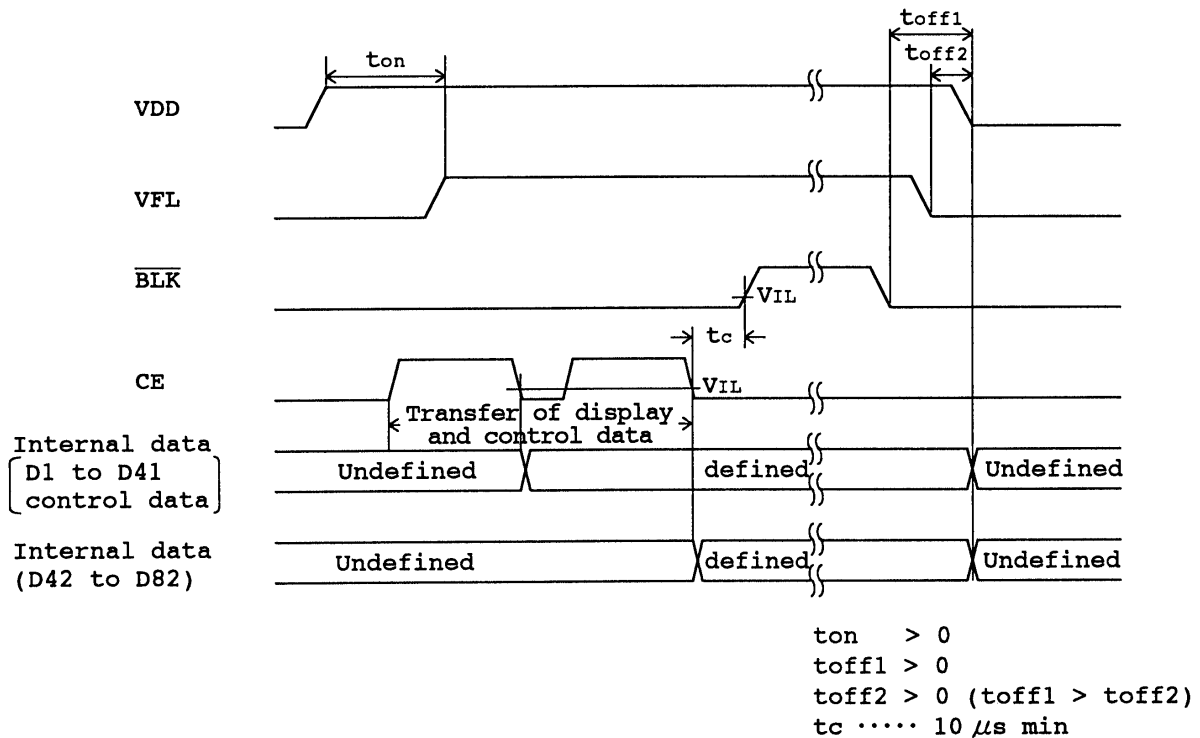 toff1
ton
toff2
VDD
VFL
BLK
VIL
tc
CE
VIL
Transfer of display
and control data
Internal data
D1 to D41
control data
Undefined
defined
Undefined
Internal data
(D42 to D82)
Undefined
defined
Undefined
ton > 0
toff1 > 0
toff2 > 0 (toff1 > toff2)
tc ····· 10 μs min